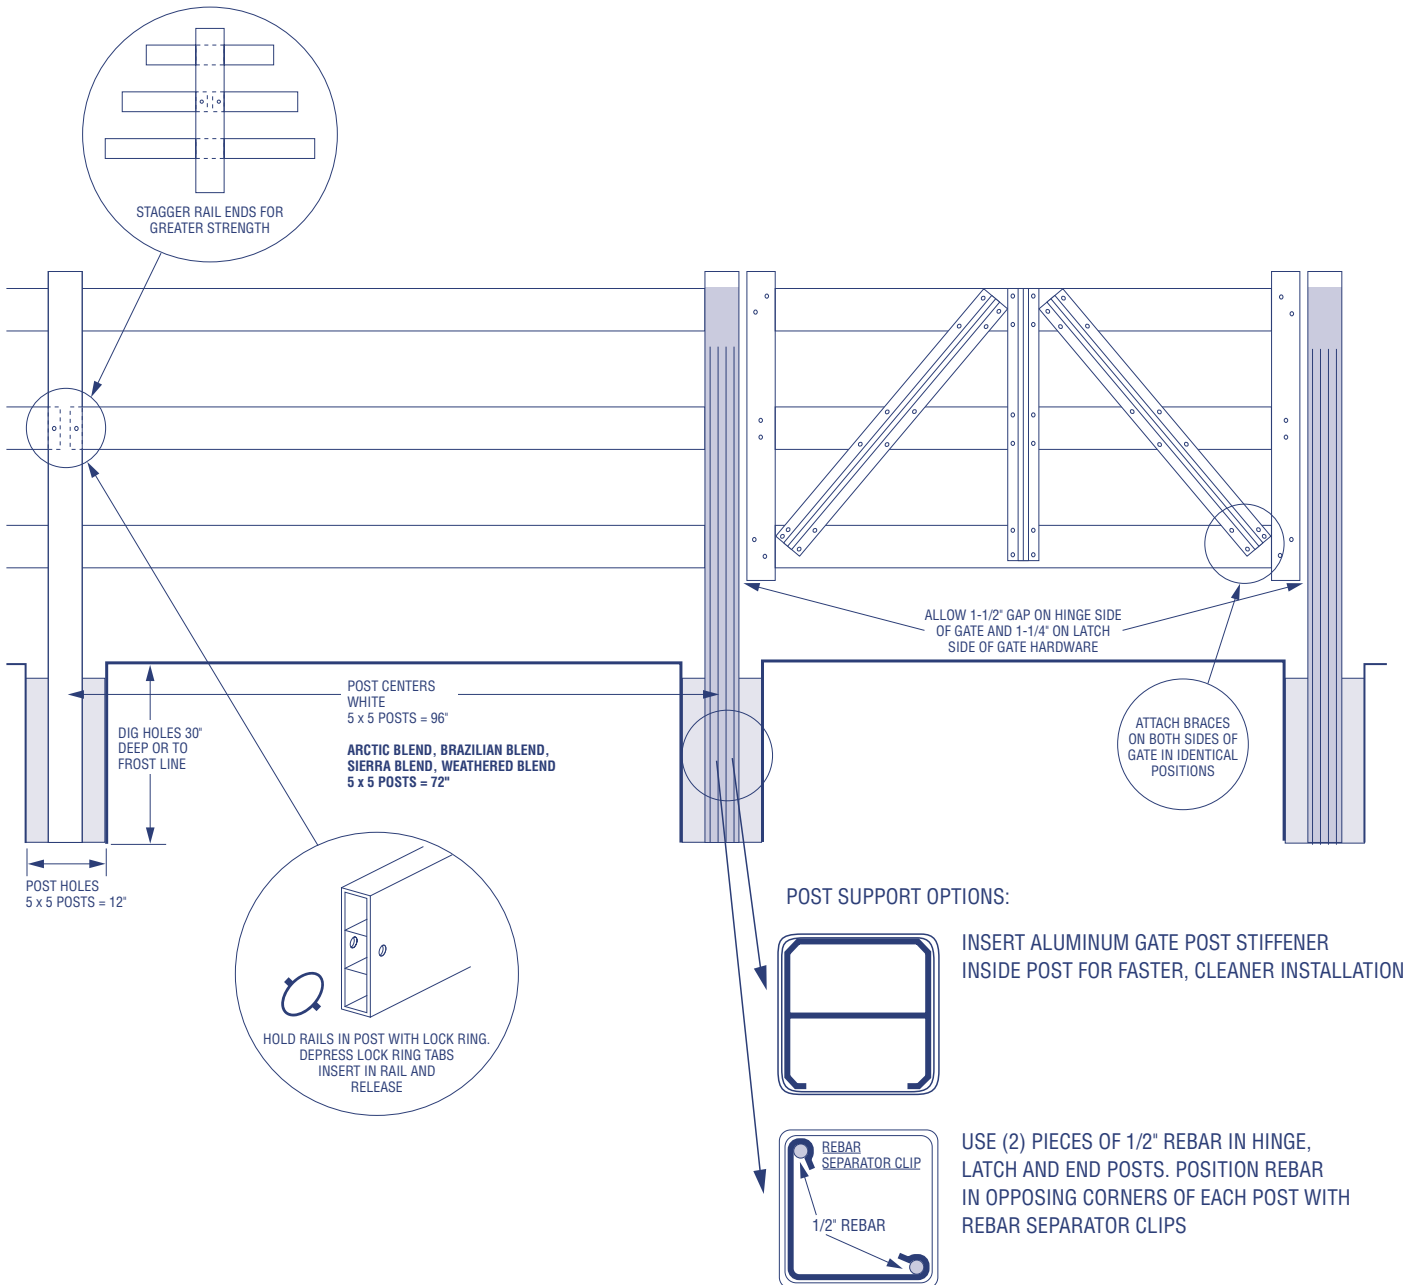 STAGGER RAIL ENDS FOR
GREATER STRENGTH
ALLOW 1-1/2" GAP ON HINGE SIDE
OF GATE AND 1-1/4" ON LATCH
SIDE OF GATE HARDWARE
POST CENTERS
WHITE
5 x 5 POSTS = 96"
ARCTIC BLEND, BRAZILIAN BLEND,
SIERRA BLEND, WEATHERED BLEND
5 x 5 POSTS = 72"
DIG HOLES 30"
DEEP OR TO
FROST LINE
ATTACH BRACES
ON BOTH SIDES OF
GATE IN IDENTICAL
POSITIONS
POST HOLES
5 x 5 POSTS = 12"
HOLD RAILS IN POST WITH LOCK RING.
DEPRESS LOCK RING TABS
INSERT IN RAIL AND
RELEASE
POST SUPPORT OPTIONS:
INSERT ALUMINUM GATE POST STIFFENER
INSIDE POST FOR FASTER, CLEANER INSTALLATION
REBAR
SEPARATOR CLIP
1/2" REBAR
USE (2) PIECES OF 1/2" REBAR IN HINGE,
LATCH AND END POSTS. POSITION REBAR
IN OPPOSING CORNERS OF EACH POST WITH
REBAR SEPARATOR CLIPS